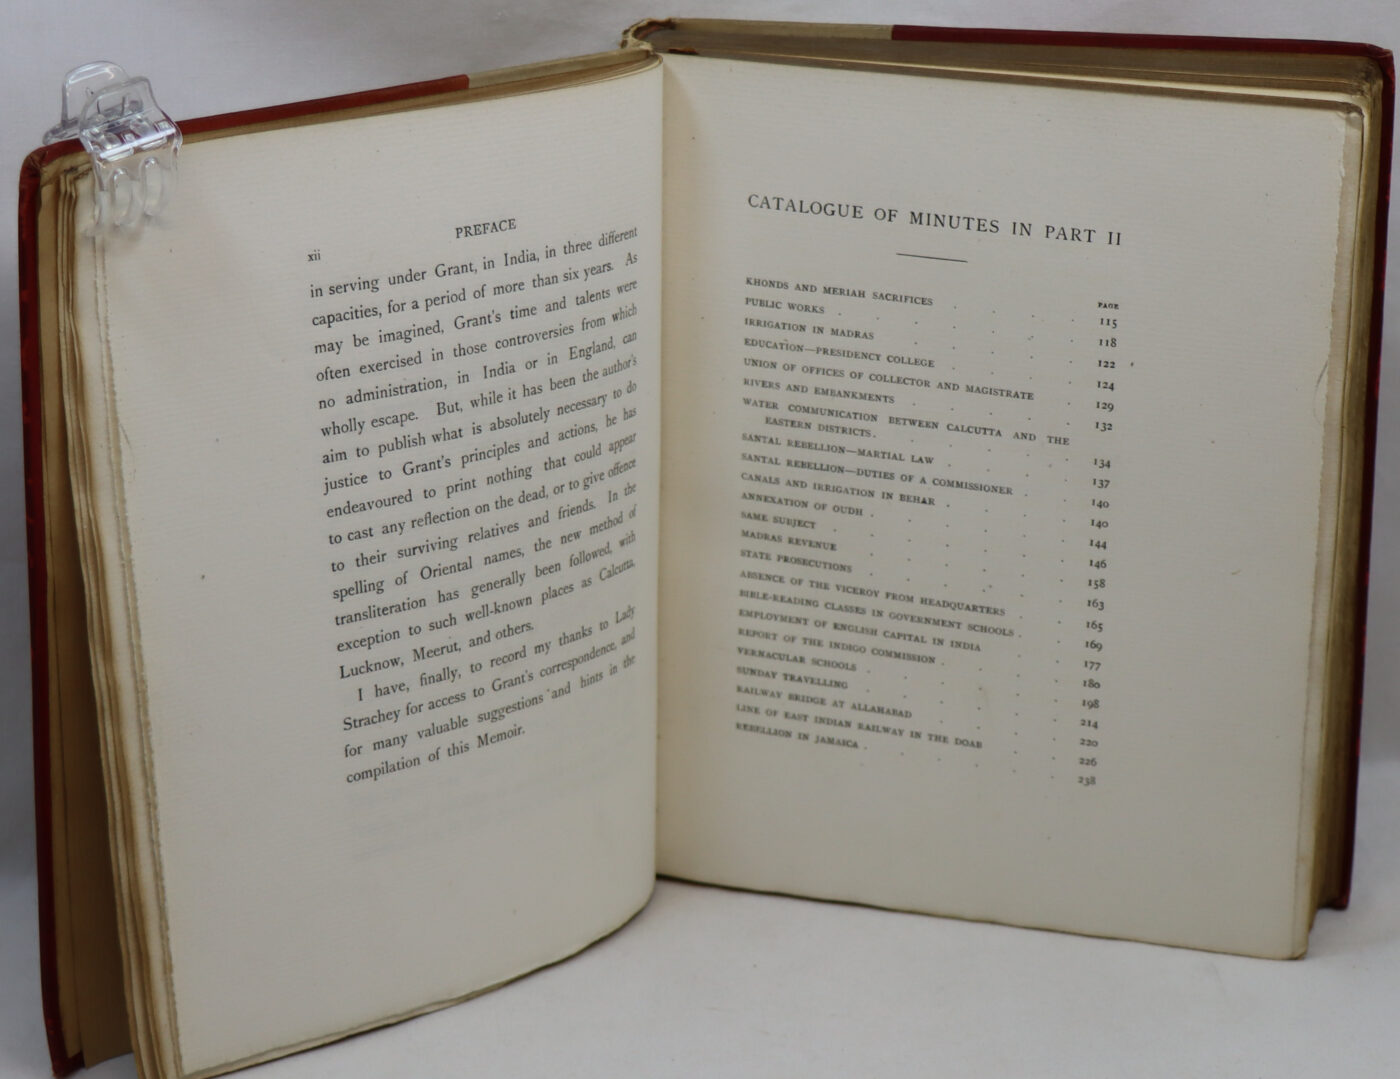 xii PREFACE
in serving under Grant, in India, in three different
capacities, for a period of more than six years. As
may be imagined, Grant's time and talents were
often exercised in those controversies from which
no administration, in India or in England, can
wholly escape. But, while it has been the author's
aim to publish what is absolutely necessary to do
justice to Grant's principles and actions, he has
endeavoured to print nothing that could appear
to cast any reflection on the dead, or to give offence
to their surviving relatives and friends. In the
spelling of Oriental names, the new method of
transliteration has generally been followed, with
exception to such well-known places as Calcutta,
Lucknow, Meerut, and others.
I have, finally, to record my thanks to Lady
Strachey for access to Grant's correspondence, and
for many valuable suggestions and hints in the
compilation of this Memoir.
CATALOGUE OF MINUTES IN PART II
PAGE
KHONDS AND MERIAH SACRIFICES . . . . 115
PUBLIC WORKS . . . . . . 118
IRRIGATION IN MADRAS . . . . . 122
EDUCATION—PRESIDENCY COLLEGE . . . . 124
UNION OF OFFICES OF COLLECTOR AND MAGISTRATE . 129
RIVERS AND EMBANKMENTS . . . . . 132
WATER COMMUNICATION BETWEEN CALCUTTA AND THE
EASTERN DISTRICTS . . . . . . 134
SANTAL REBELLION—MARTIAL LAW . . . . 137
SANTAL REBELLION—DUTIES OF A COMMISSIONER . . 140
CANALS AND IRRIGATION IN BEHAR . . . . 140
ANNEXATION OF OUDH . . . . . . 144
SAME SUBJECT . . . . . . 146
MADRAS REVENUE . . . . . . 158
STATE PROSECUTIONS . . . . . 163
ABSENCE OF THE VICEROY FROM HEADQUARTERS . . 165
BIBLE-READING CLASSES IN GOVERNMENT SCHOOLS . . 169
EMPLOYMENT OF ENGLISH CAPITAL IN INDIA . . 177
REPORT OF THE INDIGO COMMISSION . . . . 180
VERNACULAR SCHOOLS . . . . . 198
SUNDAY TRAVELLING . . . . . 214
RAILWAY BRIDGE AT ALLAHABAD . . . . 220
LINE OF EAST INDIAN RAILWAY IN THE DOAB . . 226
REBELLION IN JAMAICA . . . . . 238